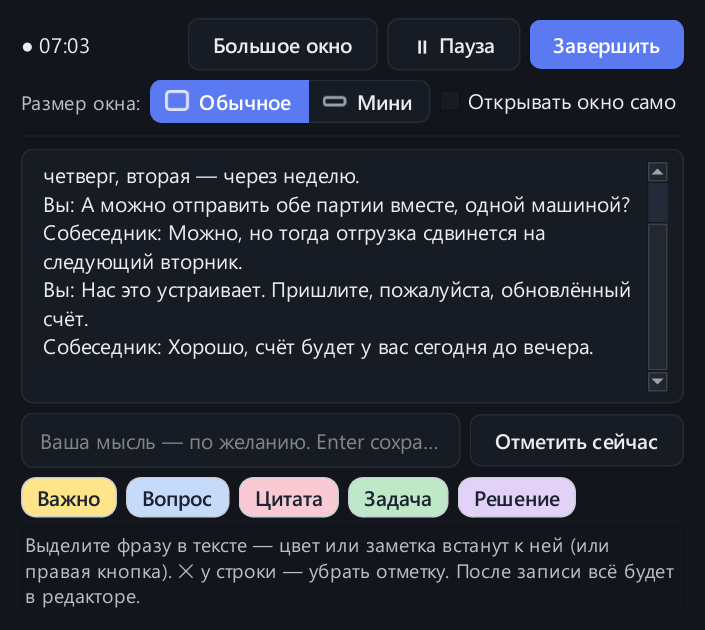 ● 07:03
Большое окно
Пауза
Завершить
Размер окна:
Обычное
Мини
Открывать окно само
четверг, вторая — через неделю.
Вы: А можно отправить обе партии вместе, одной машиной?
Собеседник: Можно, но тогда отгрузка сдвинется на
следующий вторник.
Вы: Нас это устраивает. Пришлите, пожалуйста, обновлённый
счёт.
Собеседник: Хорошо, счёт будет у вас сегодня до вечера.
Ваша мысль — по желанию. Enter сохра...
Отметить сейчас
Важно
Вопрос
Цитата
Задача
Решение
Выделите фразу в тексте — цвет или заметка встанут к ней (или
правая кнопка). ✕ у строки — убрать отметку. После записи всё будет
в редакторе.